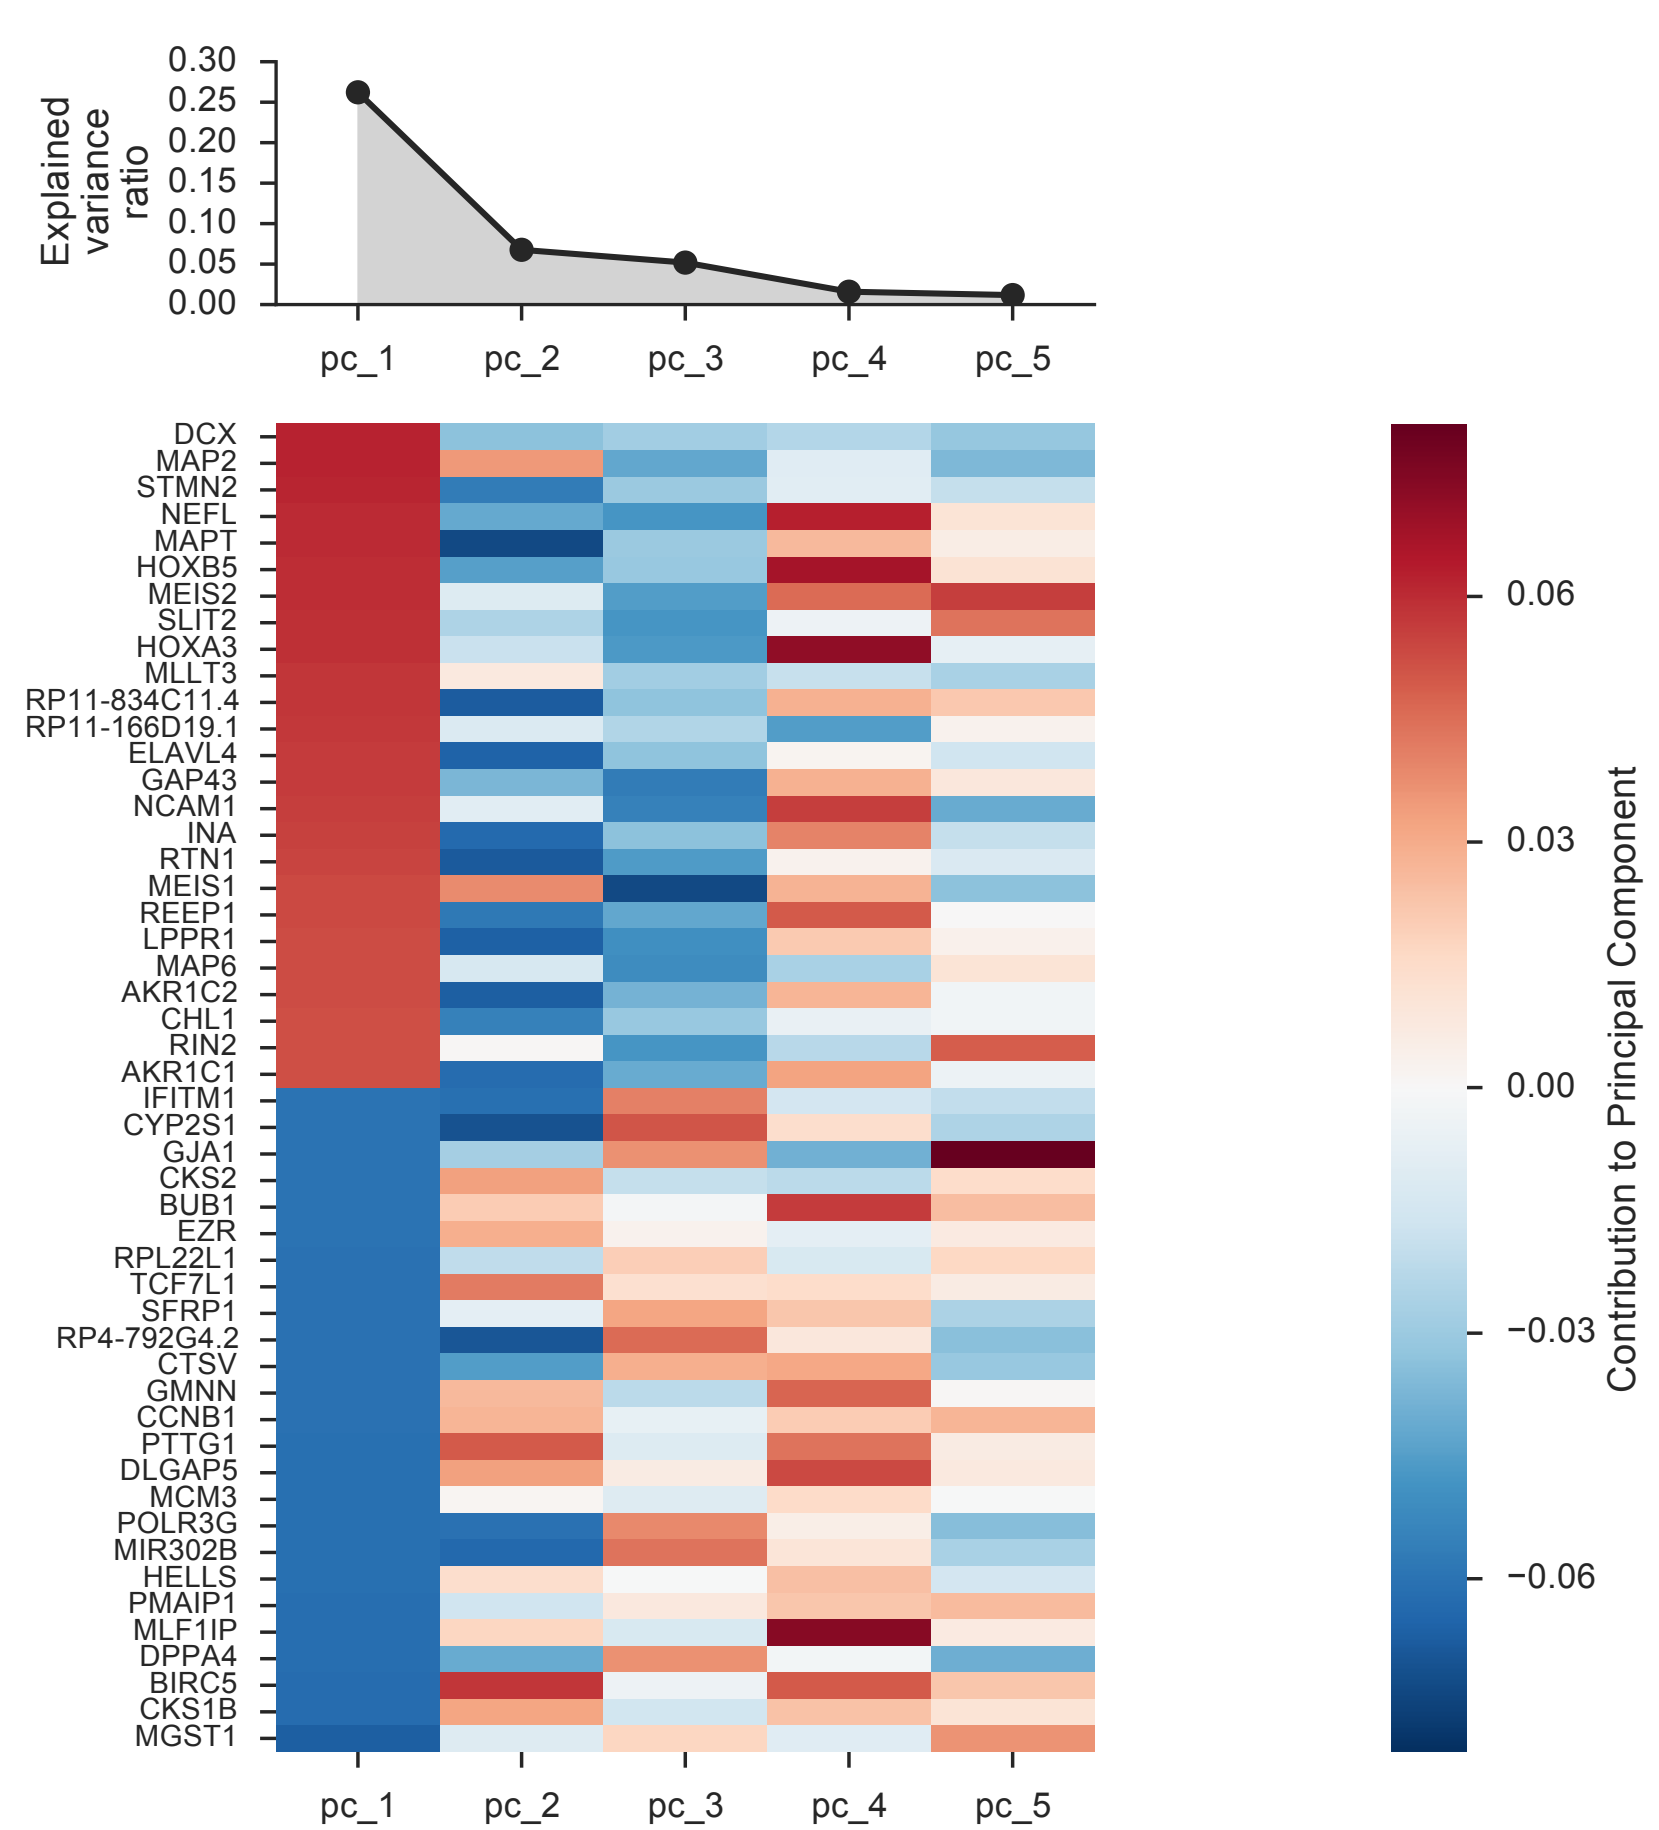 Explained
variance
ratio
0.30
0.25
0.20
0.15
0.10
0.05
0.00
pc_1 pc_2 pc_3 pc_4 pc_5
DCX
MAP2
STMN2
NEFL
MAPT
HOXB5
MEIS2
SLIT2
HOXA3
MLLT3
RP11-834C11.4
RP11-166D19.1
ELAVL4
GAP43
NCAM1
INA
RTN1
MEIS1
REEP1
LPPR1
MAP6
AKR1C2
CHL1
RIN2
AKR1C1
IFITM1
CYP2S1
GJA1
CKS2
BUB1
EZR
RPL22L1
TCF7L1
SFRP1
RP4-792G4.2
CTSV
GMNN
CCNB1
PTTG1
DLGAP5
MCM3
POLR3G
MIR302B
HELLS
PMAIP1
MLF1IP
DPPA4
BIRC5
CKS1B
MGST1
pc_1 pc_2 pc_3 pc_4 pc_5
0.06
0.03
0.00
−0.03
−0.06
Contribution to Principal Component